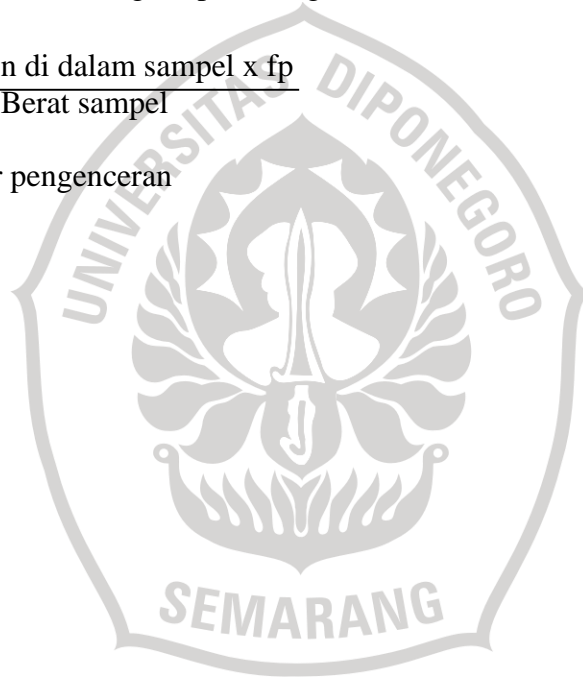 n di dalam sampel x fp
Berat sampel
pengenceran
UNIVERSITAS DIPONEGORO
SEMARANG